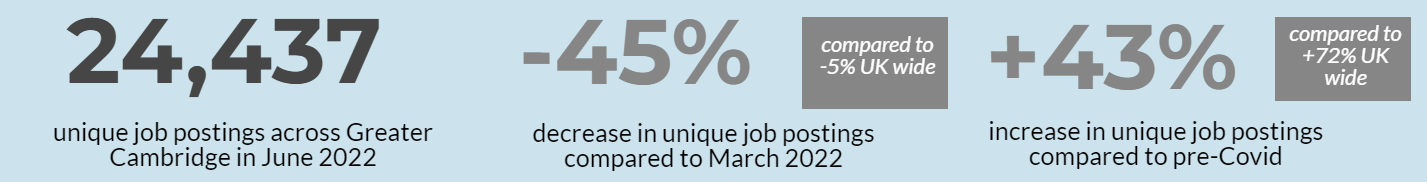 24,437
unique job postings across Greater
Cambridge in June 2022
-45%
compared to
-5% UK wide
decrease in unique job postings
compared to March 2022
+43%
compared to
+72% UK
wide
increase in unique job postings
compared to pre-Covid